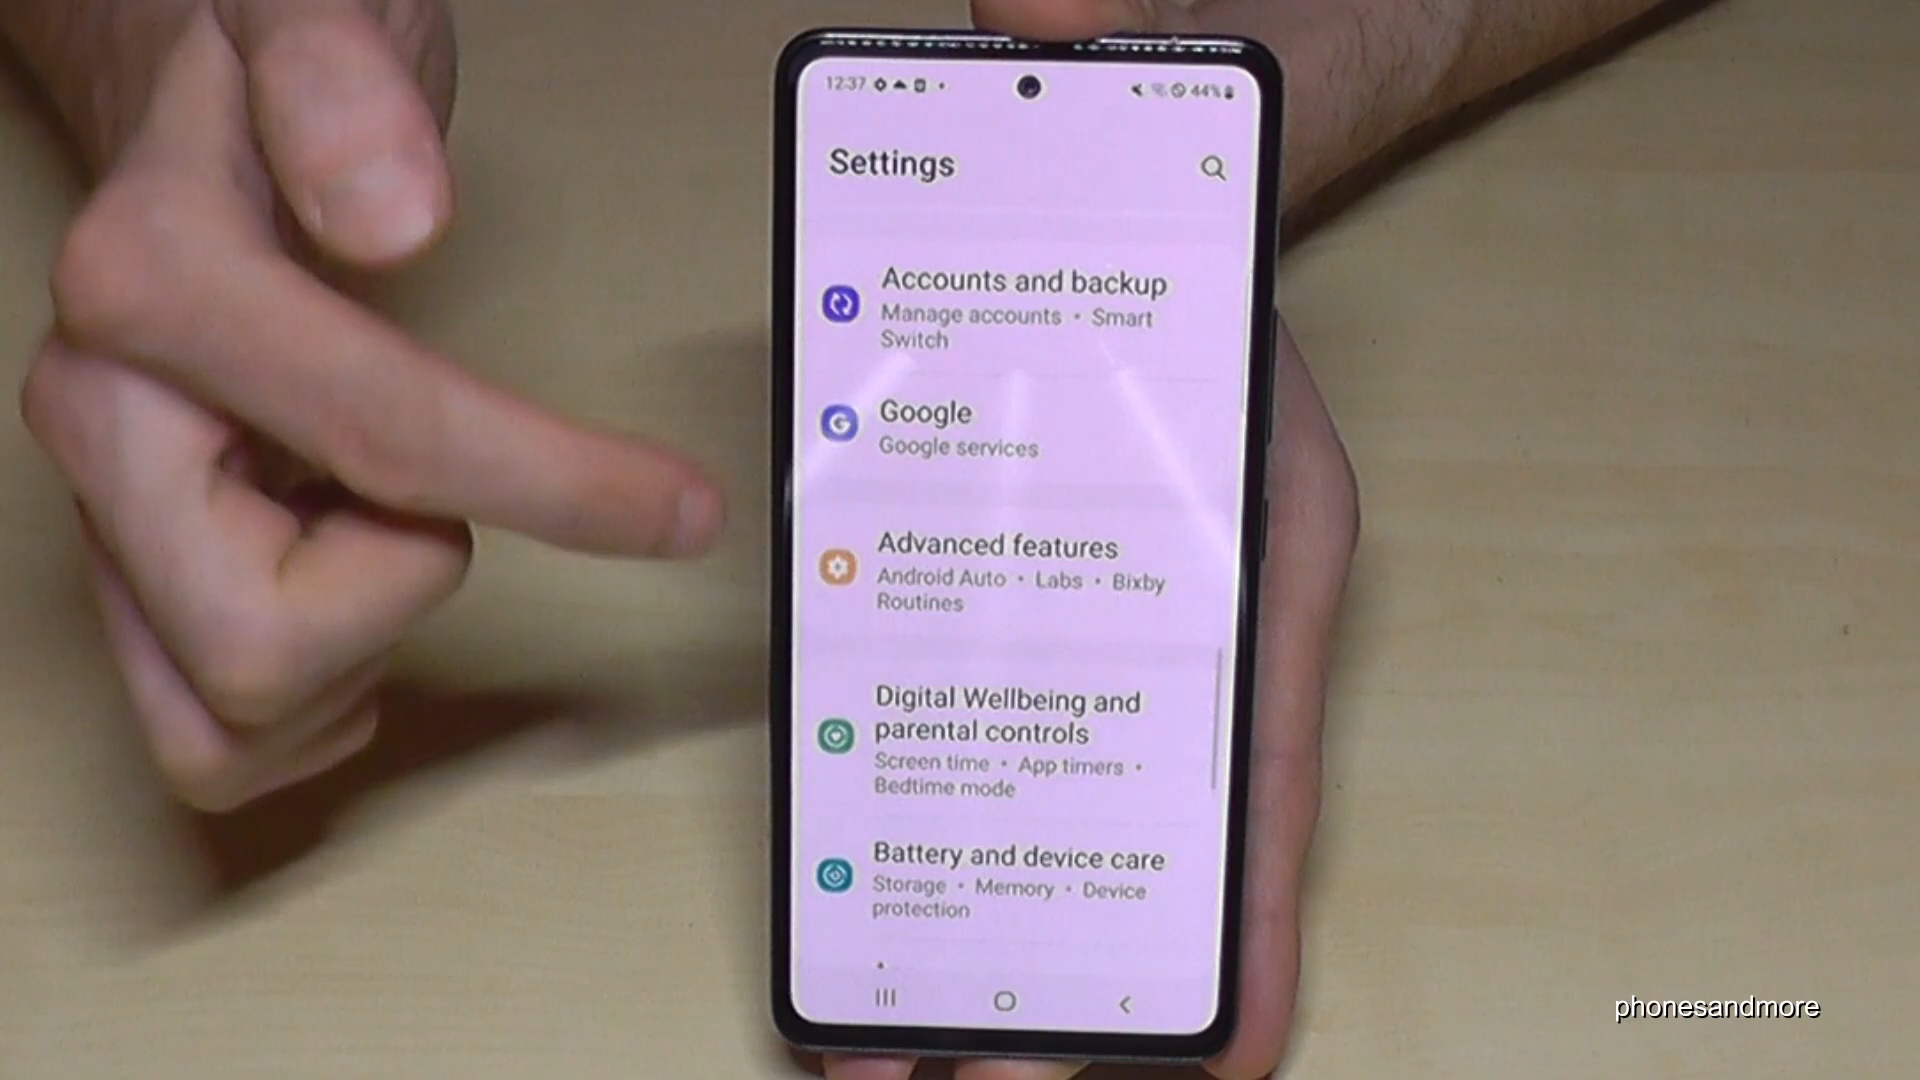 12:37
44%
Settings
Accounts and backup
Manage accounts • Smart
Switch
Google
Google services
Advanced features
Android Auto • Labs • Bixby
Routines
Digital Wellbeing and
parental controls
Screen time • App timers •
Bedtime mode
Battery and device care
Storage • Memory • Device
protection
phonesandmore